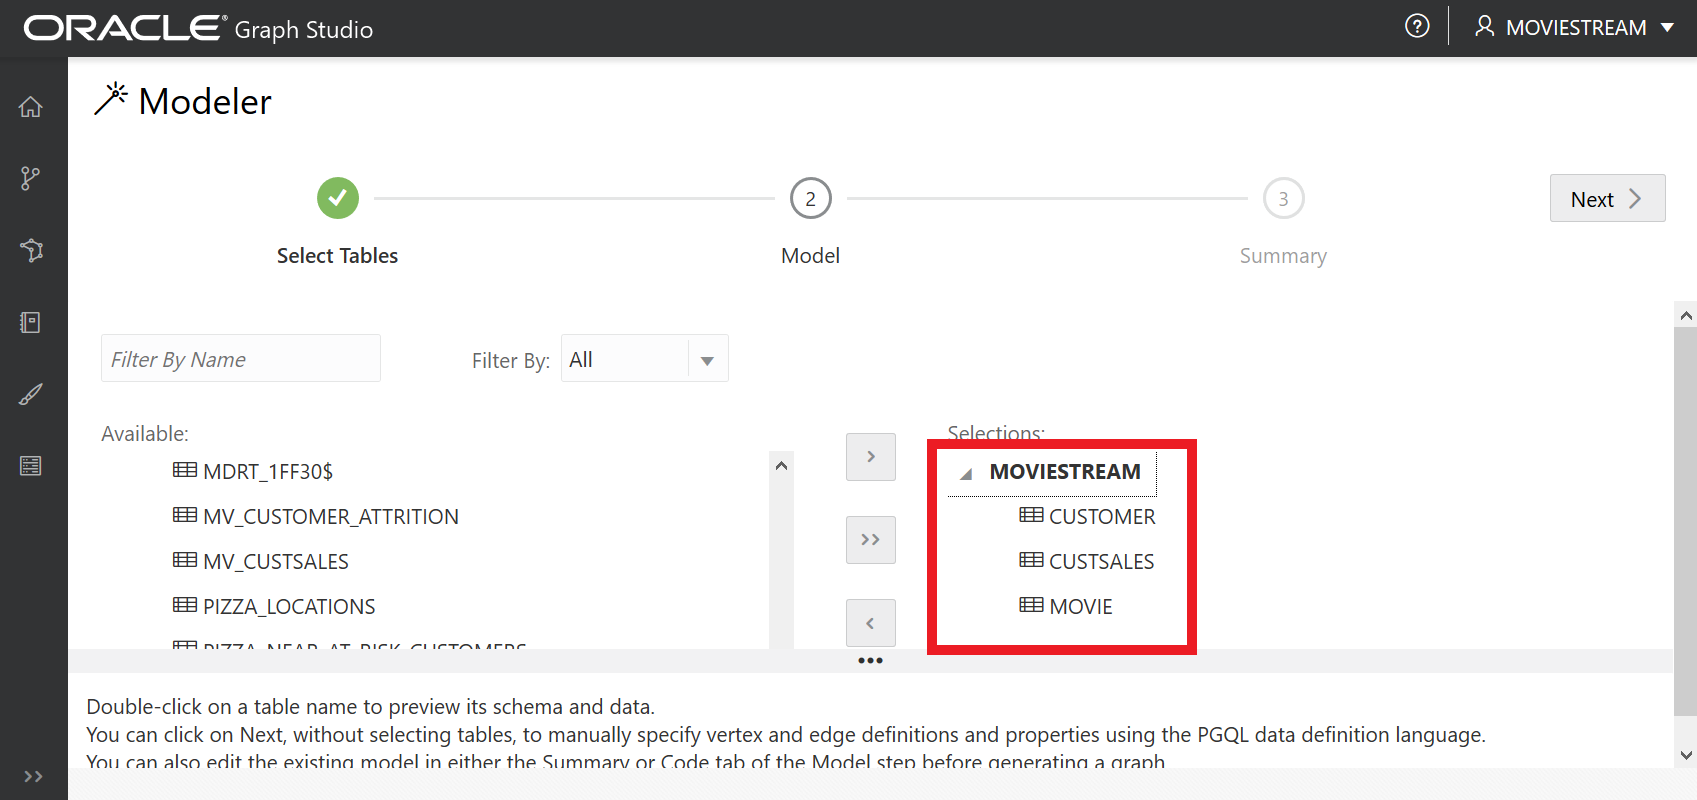 ORACLE® Graph Studio
? MOVIESTREAM
Modeler
2
3
Next
Select Tables
Model
Summary
Filter By Name
Filter By: All
Available:
Selections:
MDRT_1FF30$
MV_CUSTOMER_ATTRITION
MV_CUSTSALES
PIZZA_LOCATIONS
PIZZA_NEAR_AT_RISK_CUSTOMERS
>
>>
<
MOVIESTREAM
CUSTOMER
CUSTSALES
MOVIE
•••
Double-click on a table name to preview its schema and data.
You can click on Next, without selecting tables, to manually specify vertex and edge definitions and properties using the PGQL data definition language.
You can also edit the existing model in either the Summary or Code tab of the Model step before generating a graph
>>